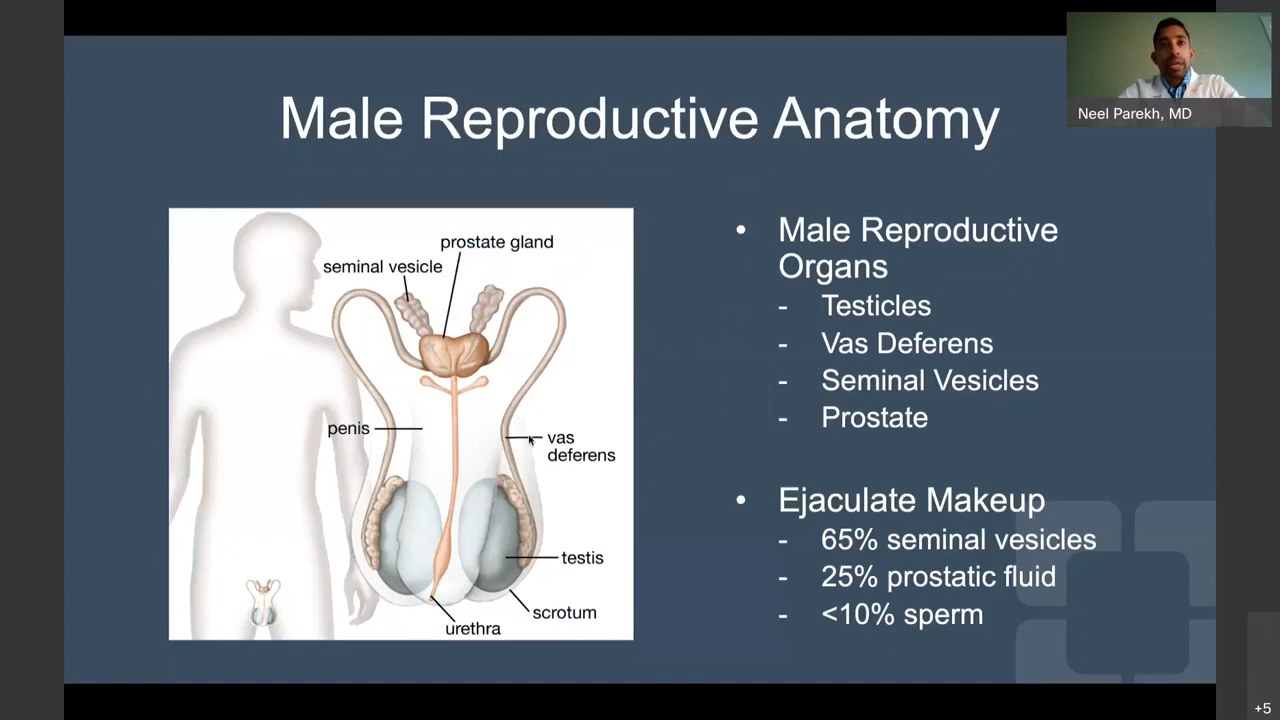 Male Reproductive Anatomy
Neel Parekh, MD
prostate gland
seminal vesicle
penis
vas
deferens
testis
scrotum
urethra
• Male Reproductive
Organs
- Testicles
- Vas Deferens
- Seminal Vesicles
- Prostate
• Ejaculate Makeup
- 65% seminal vesicles
- 25% prostatic fluid
- <10% sperm
+5